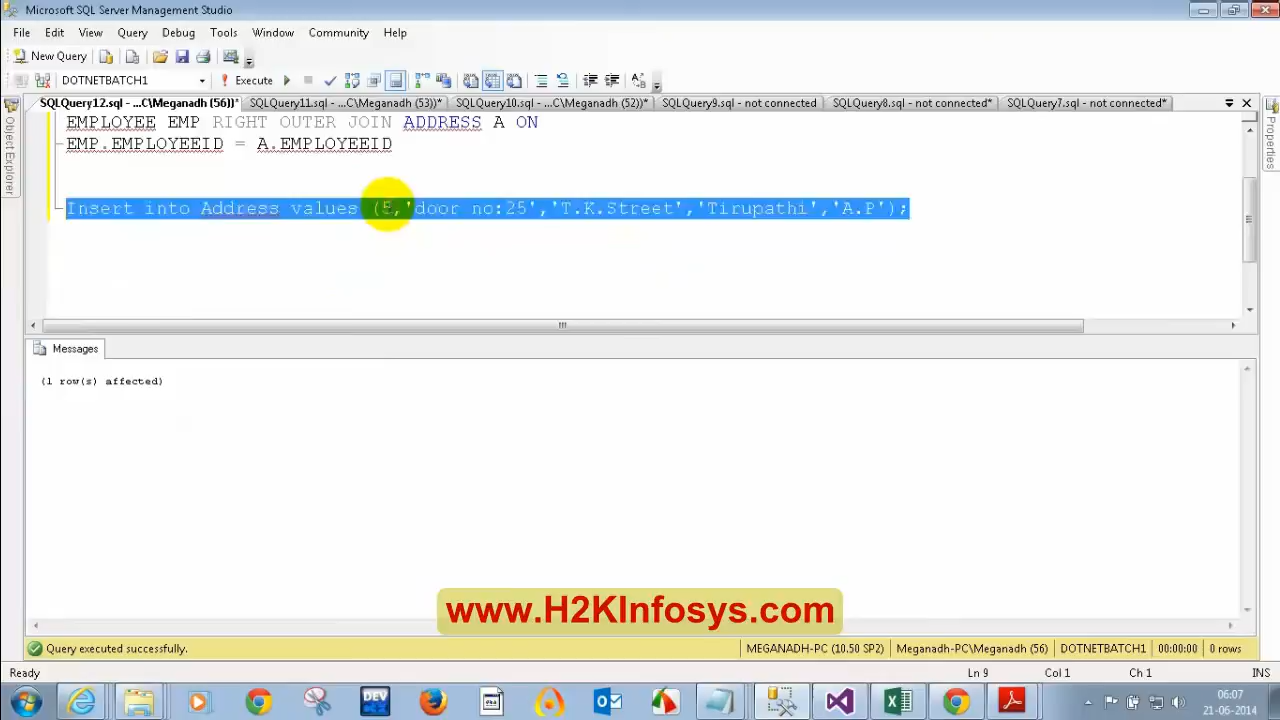 Microsoft SQL Server Management Studio
File Edit View Query Debug Tools Window Community Help
New Query
DOTNETBATCH1 Execute
SQLQuery12.sql - ...C\Meganadh (56))* SQLQuery11.sql - ...C\Meganadh (53))* SQLQuery10.sql - ...C\Meganadh (52))* SQLQuery9.sql - not connected SQLQuery8.sql - not connected* SQLQuery7.sql - not connected*
Object Explorer
Properties
EMPLOYEE EMP RIGHT OUTER JOIN ADDRESS A ON
EMP.EMPLOYEEID = A.EMPLOYEEID
Insert into Address values (5,'door no:25','T.K.Street','Tirupathi','A.P');
Messages
(1 row(s) affected)
www.H2KInfosys.com
Query executed successfully. MEGANADH-PC (10.50 SP2) Meganadh-PC\Meganadh (56) DOTNETBATCH1 00:00:00 0 rows
Ready Ln 9 Col 1 Ch 1 INS
DEV
06:07
21-06-2014